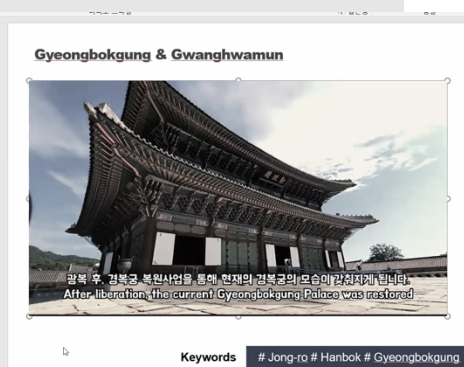 Gyeongbokgung & Gwanghwamun
광복 후, 경복궁 복원사업을 통해 현재의 경복궁의 모습이 갖춰지게 됩니다.
After liberation, the current Gyeongbokgung Palace was restored
Keywords # Jong-ro # Hanbok # Gyeongbokgung